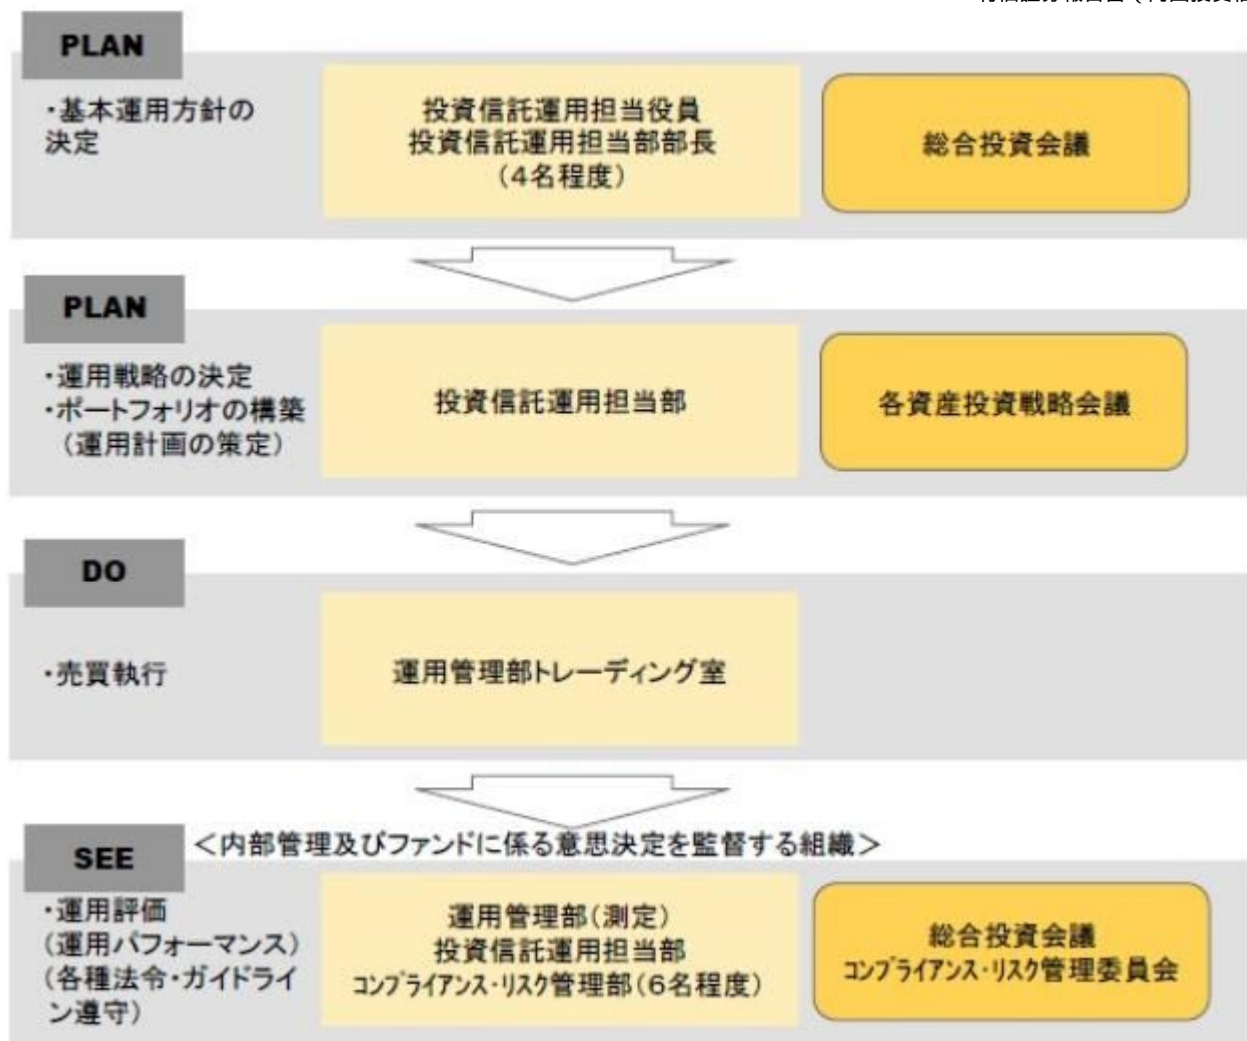 PLAN
・基本運用方針の
決定
投資信託運用担当役員
投資信託運用担当部部長
（4名程度）
総合投資会議
PLAN
・運用戦略の決定
・ポートフォリオの構築
（運用計画の策定）
投資信託運用担当部
各資産投資戦略会議
DO
・売買執行
運用管理部トレーディング室
SEE
＜内部管理及びファンドに係る意思決定を監督する組織＞
・運用評価
(運用パフォーマンス)
(各種法令・ガイドライ
ン遵守)
運用管理部(測定)
投資信託運用担当部
コンプライアンス・リスク管理部(6名程度)
総合投資会議
コンプライアンス・リスク管理委員会